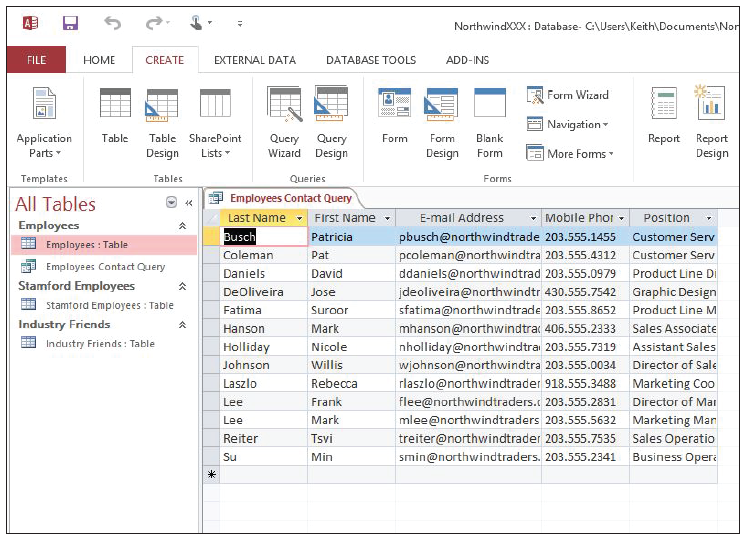 NorthwindXXX : Database- C:\Users\Keith\Documents\Nor
FILE HOME CREATE EXTERNAL DATA DATABASE TOOLS ADD-INS
Application Parts
Table
Table Design
SharePoint Lists
Query Wizard
Query Design
Form
Form Design
Blank Form
Form Wizard
Navigation
More Forms
Report
Report Design
Templates Tables Queries Forms
All Tables
Employees
Employees : Table
Employees Contact Query
Stamford Employees
Stamford Employees : Table
Industry Friends
Industry Friends : Table
Employees Contact Query
Last Name First Name E-mail Address Mobile Phor Position
Busch Patricia pbusch@northwindtrade 203.555.1455 Customer Serv
Coleman Pat pcoleman@northwindtra 203.555.4312 Customer Serv
Daniels David ddaniels@northwindtrad 203.555.0979 Product Line Di
DeOliveira Jose jdeoliveira@northwindtr 430.555.7542 Graphic Design
Fatima Suroor sfatima@northwindtrade 203.555.8652 Product Line M
Hanson Mark mhanson@northwindtra 406.555.2333 Sales Associate
Holliday Nicole nholliday@northwindtra 203.555.7319 Assistant Sales
Johnson Willis wjohnson@northwindtra 203.555.0034 Director of Sale
Laszlo Rebecca rlaszlo@northwindtrader 918.555.3488 Marketing Coo
Lee Frank flee@northwindtraders.c 203.555.2831 Director of Mar
Lee Mark mlee@northwindtraders 203.555.5632 Marketing Man
Reiter Tsvi treiter@northwindtrader 203.555.7535 Sales Operatio
Su Min smin@northwindtraders. 203.555.2341 Business Opera